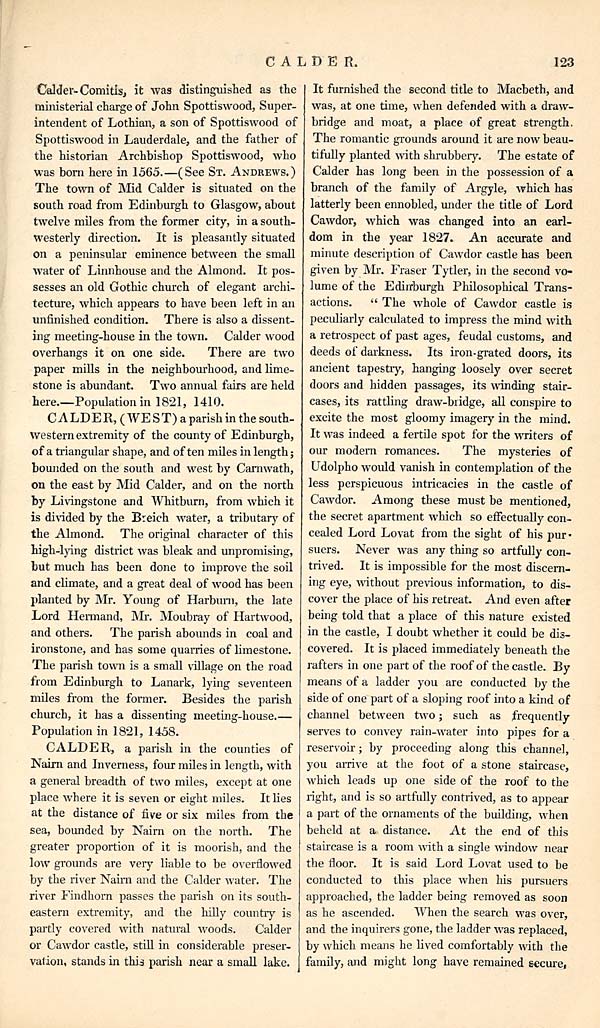 CALDER.
123
Calder-Comitis, it was distinguished as the
ministerial charge of John Spottiswood, Super-
intendent of Lothian, a son of Spottiswood of
Spottiswood in Lauderdale, and the father of
the historian Archbishop Spottiswood, who
was born here in 1565.—(See ST. ANDREWS.)
The town of Mid Calder is situated on the
south road from Edinburgh to Glasgow, about
twelve miles from the former city, in a south-
westerly direction. It is pleasantly situated
on a peninsular eminence between the small
water of Linnhouse and the Almond. It pos-
sesses an old Gothic church of elegant archi-
tecture, which appears to have been left in an
unfinished condition. There is also a dissent-
ing meeting-house in the town. Calder wood
overhangs it on one side. There are two
paper mills in the neighbourhood, and lime-
stone is abundant. Two annual fairs are held
here.—Population in 1821, 1410.
CALDER, (WEST) a parish in the south-
western extremity of the county of Edinburgh,
of a triangular shape, and of ten miles in length;
bounded on the south and west by Carnwath,
on the east by Mid Calder, and on the north
by Livingstone and Whitburn, from which it
is divided by the Breich water, a tributary of
the Almond. The original character of this
high-lying district was bleak and unpromising,
but much has been done to improve the soil
and climate, and a great deal of wood has been
planted by Mr. Young of Harburn, the late
Lord Hermand, Mr. Moubray of Hartwood,
and others. The parish abounds in coal and
ironstone, and has some quarries of limestone.
The parish town is a small village on the road
from Edinburgh to Lanark, lying seventeen
miles from the former. Besides the parish
church, it has a dissenting meeting-house.—
Population in 1821, 1458.
CALDER, a parish in the counties of
Nairn and Inverness, four miles in length, with
a general breadth of two miles, except at one
place where it is seven or eight miles. It lies
at the distance of five or six miles from the
sea, bounded by Nairn on the north. The
greater proportion of it is moorish, and the
low grounds are very liable to be overflowed
by the river Nairn and the Calder water. The
river Findhorn passes the parish on its south-
eastern extremity, and the hilly country is
partly covered with natural woods. Calder
or Cawdor castle, still in considerable preser-
vation, stands in this parish near a small lake.
It furnished the second title to Macbeth, and
was, at one time, when defended with a draw-
bridge and moat, a place of great strength.
The romantic grounds around it are now beau-
tifully planted with shrubbery. The estate of
Calder has long been in the possession of a
branch of the family of Argyle, which has
latterly been ennobled, under the title of Lord
Cawdor, which was changed into an earl-
dom in the year 1827. An accurate and
minute description of Cawdor castle has been
given by Mr. Fraser Tytler, in the second vo-
lume of the Edinburgh Philosophical Trans-
actions. “ The whole of Cawdor castle is
peculiarly calculated to impress the mind with
a retrospect of past ages, feudal customs, and
deeds of darkness. Its iron-grated doors, its
ancient tapestry, hanging loosely over secret
doors and hidden passages, its winding stair-
cases, its rattling draw-bridge, all conspire to
excite the most gloomy imagery in the mind.
It was indeed a fertile spot for the writers of
our modern romances. The mysteries of
Udolpho would vanish in contemplation of the
less perspicuous intricacies in the castle of
Cawdor. Among these must be mentioned,
the secret apartment which so effectually con-
cealed Lord Lovat from the sight of his pur-
suers. Never was any thing so artfully con-
trived. It is impossible for the most discern-
ing eye, without previous information, to dis-
cover the place of his retreat. And even after
being told that a place of this nature existed
in the castle, I doubt whether it could be dis-
covered. It is placed immediately beneath the
rafters in one part of the roof of the castle. By
means of a ladder you are conducted by the
side of one part of a sloping roof into a kind of
channel between two; such as frequently
serves to convey rain-water into pipes for a
reservoir; by proceeding along this channel,
you arrive at the foot of a stone staircase,
which leads up one side of the roof to the
right, and is so artfully contrived, as to appear
a part of the ornaments of the building, when
beheld at a distance. At the end of this
staircase is a room with a single window near
the floor. It is said Lord Lovat used to be
conducted to this place when his pursuers
approached, the ladder being removed as soon
as he ascended. When the search was over,
and the inquirers gone, the ladder was replaced,
by which means he lived comfortably with the
family, and might long have remained secure,